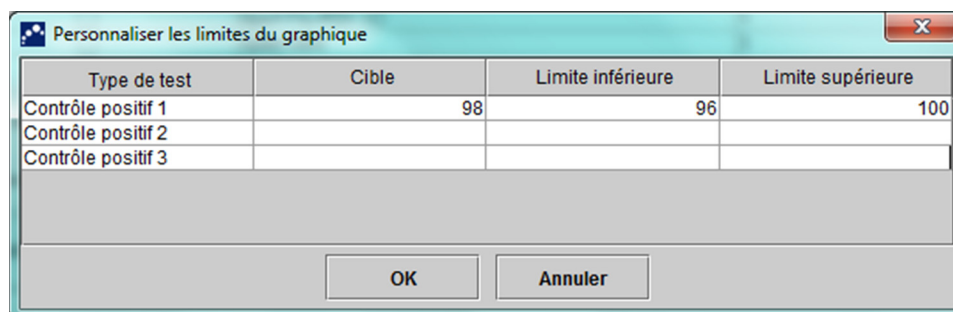 Personnaliser les limites du graphique
Type de test Cible Limite inférieure Limite supérieure
Contrôle positif 1 98 96 100
Contrôle positif 2
Contrôle positif 3
OK Annuler